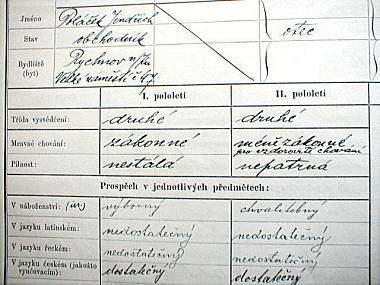 Jméno Poláček Jindřich
Stav obchodník otec
Bydliště Rychnov n/Kn
(byt) Velké náměstí č 47
I. pololetí II. pololetí
Třída vysvědčení: druhé druhé
Mravné chování: zákonné méně zákonné
pro vzdorovité chování
Pilnost: nestálá nepatrná
Prospěch v jednotlivých předmětech:
V náboženství: výborný chvalitebný
V jazyku latinském: nedostatečný nedostatečný
V jazyku řeckém: nedostatečný nedostatečný
V jazyku českém (jakožto
vyučovacím): dostatečný dostatečný